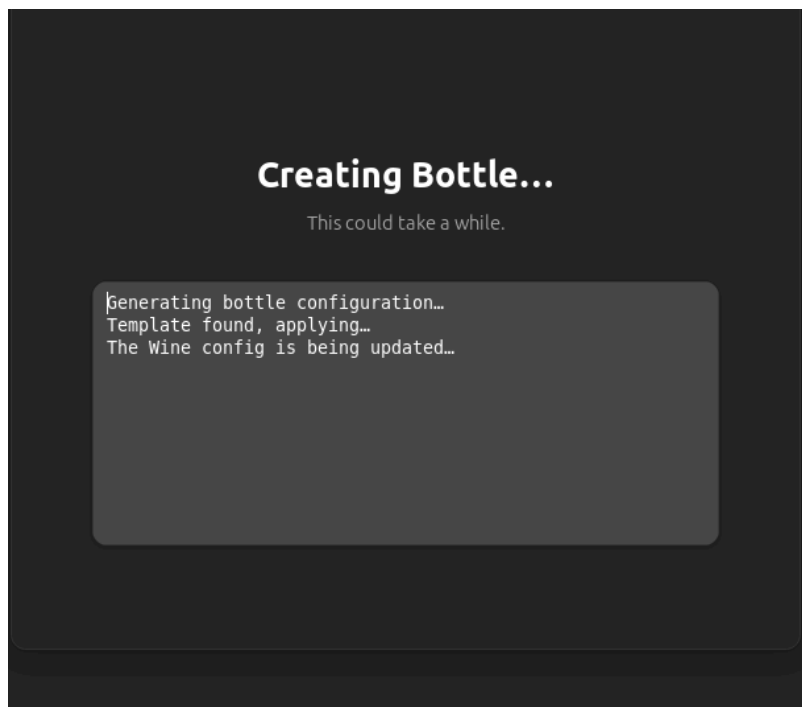 Creating Bottle…
This could take a while.
Generating bottle configuration…
Template found, applying…
The Wine config is being updated…